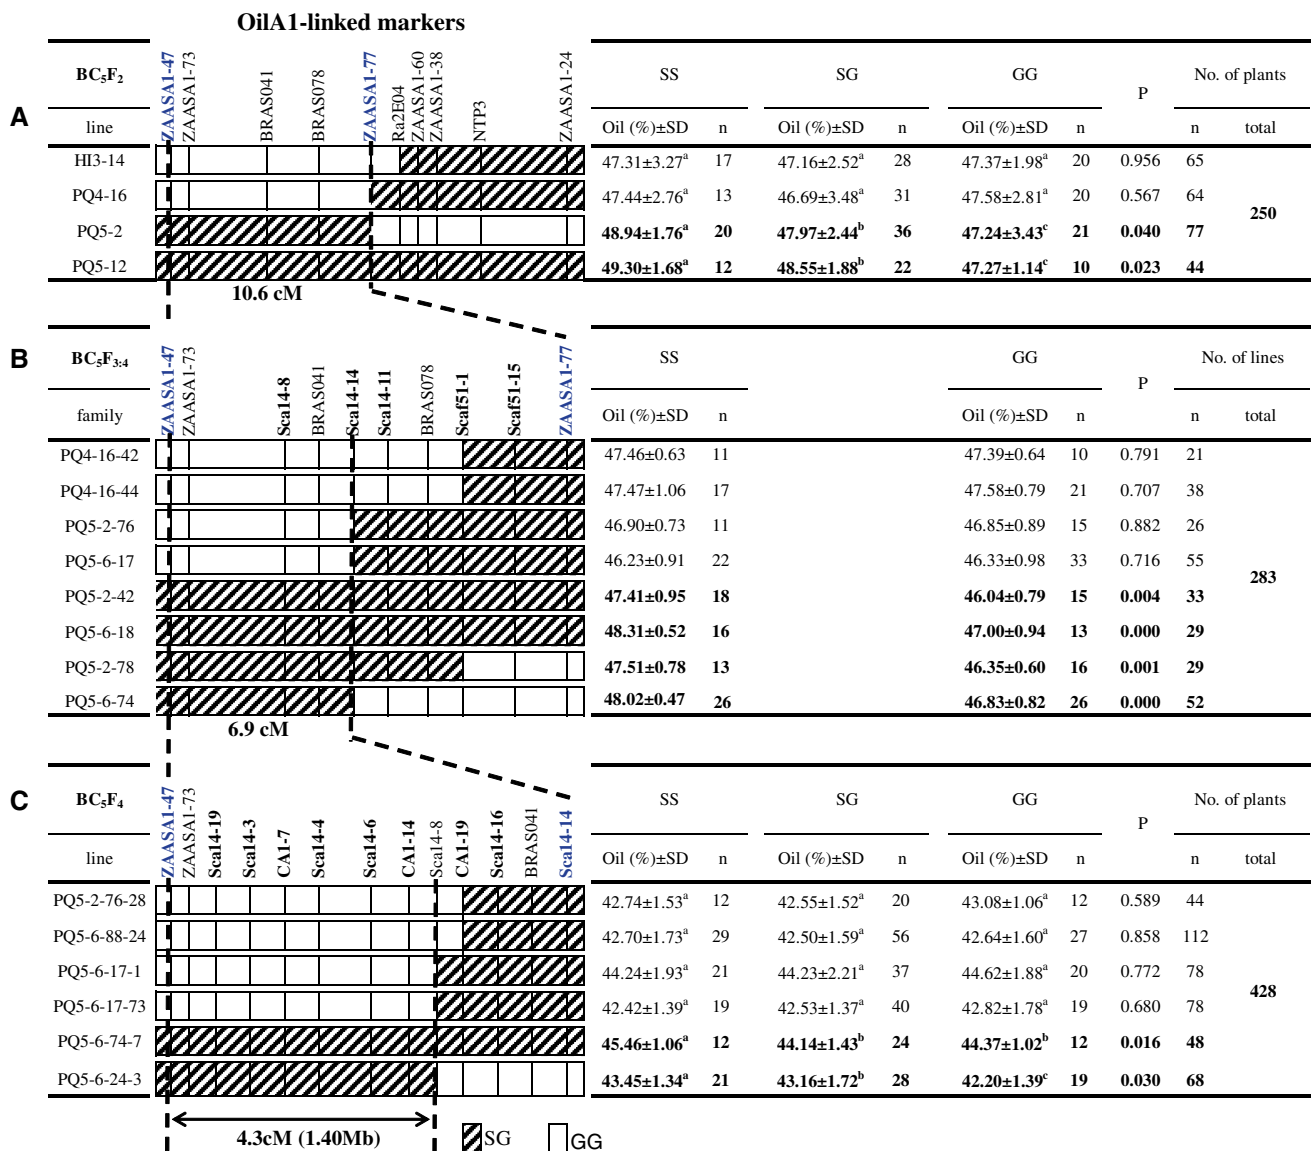 OilA1-linked markers
A
BC5F2
ZAASA1-47
ZAASA1-73
BRAS041
BRAS078
ZAASA1-77
Ra2E04
ZAASA1-60
ZAASA1-38
NTP3
ZAASA1-24
SS SG GG P No. of plants
line Oil (%)±SD n Oil (%)±SD n Oil (%)±SD n n total
HI3-14 47.31±3.27a 17 47.16±2.52a 28 47.37±1.98a 20 0.956 65
PQ4-16 47.44±2.76a 13 46.69±3.48a 31 47.58±2.81a 20 0.567 64
250
PQ5-2 48.94±1.76a 20 47.97±2.44b 36 47.24±3.43c 21 0.040 77
PQ5-12 49.30±1.68a 12 48.55±1.88b 22 47.27±1.14c 10 0.023 44
10.6 cM
B
BC5F3:4
ZAASA1-47
ZAASA1-73
Sca14-8
BRAS041
Sca14-14
Sca14-11
BRAS078
Scaf51-1
Scaf51-15
ZAASA1-77
SS GG P No. of lines
family Oil (%)±SD n Oil (%)±SD n n total
PQ4-16-42 47.46±0.63 11 47.39±0.64 10 0.791 21
PQ4-16-44 47.47±1.06 17 47.58±0.79 21 0.707 38
PQ5-2-76 46.90±0.73 11 46.85±0.89 15 0.882 26
PQ5-6-17 46.23±0.91 22 46.33±0.98 33 0.716 55
283
PQ5-2-42 47.41±0.95 18 46.04±0.79 15 0.004 33
PQ5-6-18 48.31±0.52 16 47.00±0.94 13 0.000 29
PQ5-2-78 47.51±0.78 13 46.35±0.60 16 0.001 29
PQ5-6-74 48.02±0.47 26 46.83±0.82 26 0.000 52
6.9 cM
C
BC5F4
ZAASA1-47
ZAASA1-73
Sca14-19
Sca14-3
CA1-7
Sca14-4
Sca14-6
CA1-14
Sca14-8
CA1-19
Sca14-16
BRAS041
Sca14-14
SS SG GG P No. of plants
line Oil (%)±SD n Oil (%)±SD n Oil (%)±SD n n total
PQ5-2-76-28 42.74±1.53a 12 42.55±1.52a 20 43.08±1.06a 12 0.589 44
PQ5-6-88-24 42.70±1.73a 29 42.50±1.59a 56 42.64±1.60a 27 0.858 112
PQ5-6-17-1 44.24±1.93a 21 44.23±2.21a 37 44.62±1.88a 20 0.772 78
428
PQ5-6-17-73 42.42±1.39a 19 42.53±1.37a 40 42.82±1.78a 19 0.680 78
PQ5-6-74-7 45.46±1.06a 12 44.14±1.43b 24 44.37±1.02b 12 0.016 48
PQ5-6-24-3 43.45±1.34a 21 43.16±1.72b 28 42.20±1.39c 19 0.030 68
4.3cM (1.40Mb)
SG GG